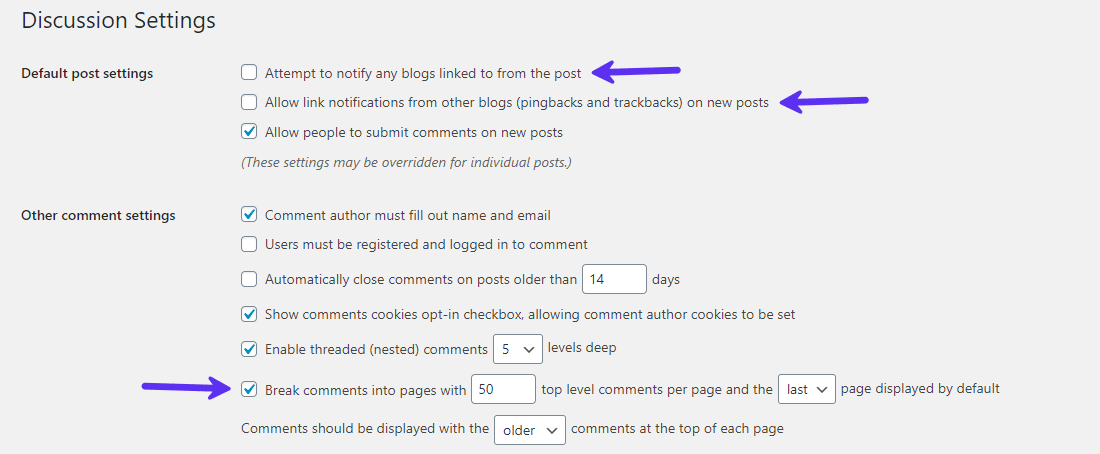 Discussion Settings
Default post settings
Attempt to notify any blogs linked to from the post
Allow link notifications from other blogs (pingbacks and trackbacks) on new posts
Allow people to submit comments on new posts
(These settings may be overridden for individual posts.)
Other comment settings
Comment author must fill out name and email
Users must be registered and logged in to comment
Automatically close comments on posts older than 14 days
Show comments cookies opt-in checkbox, allowing comment author cookies to be set
Enable threaded (nested) comments 5 levels deep
Break comments into pages with 50 top level comments per page and the last page displayed by default
Comments should be displayed with the older comments at the top of each page